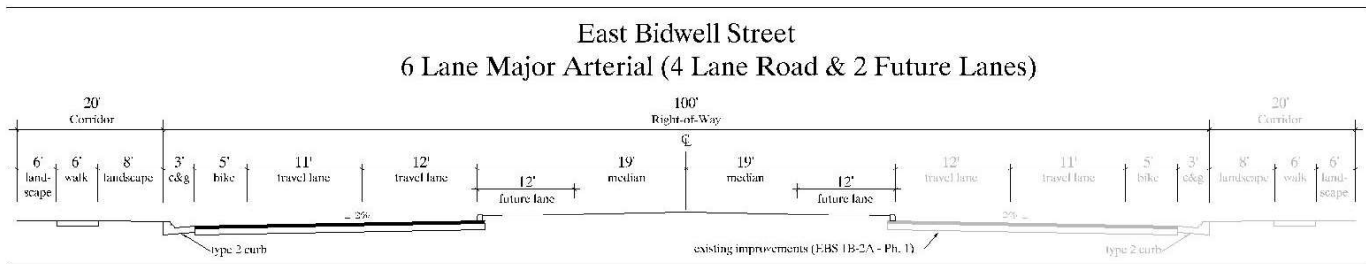 East Bidwell Street
6 Lane Major Arterial (4 Lane Road & 2 Future Lanes)
20' 100' 20'
Corridor Right-of-Way Corridor
℄
6' 6' 8' 3' 5' 11' 12' 19' 19' 12' 11' 5' 3' 8' 6' 6'
land- walk landscape c&g bike travel lane travel lane median median travel lane travel lane bike c&g landscape walk land-
scape scape
12' 12'
future lane future lane
2% 2%
type 2 curb existing improvements (EBS 1B-2A - Ph. 1) type 2 curb